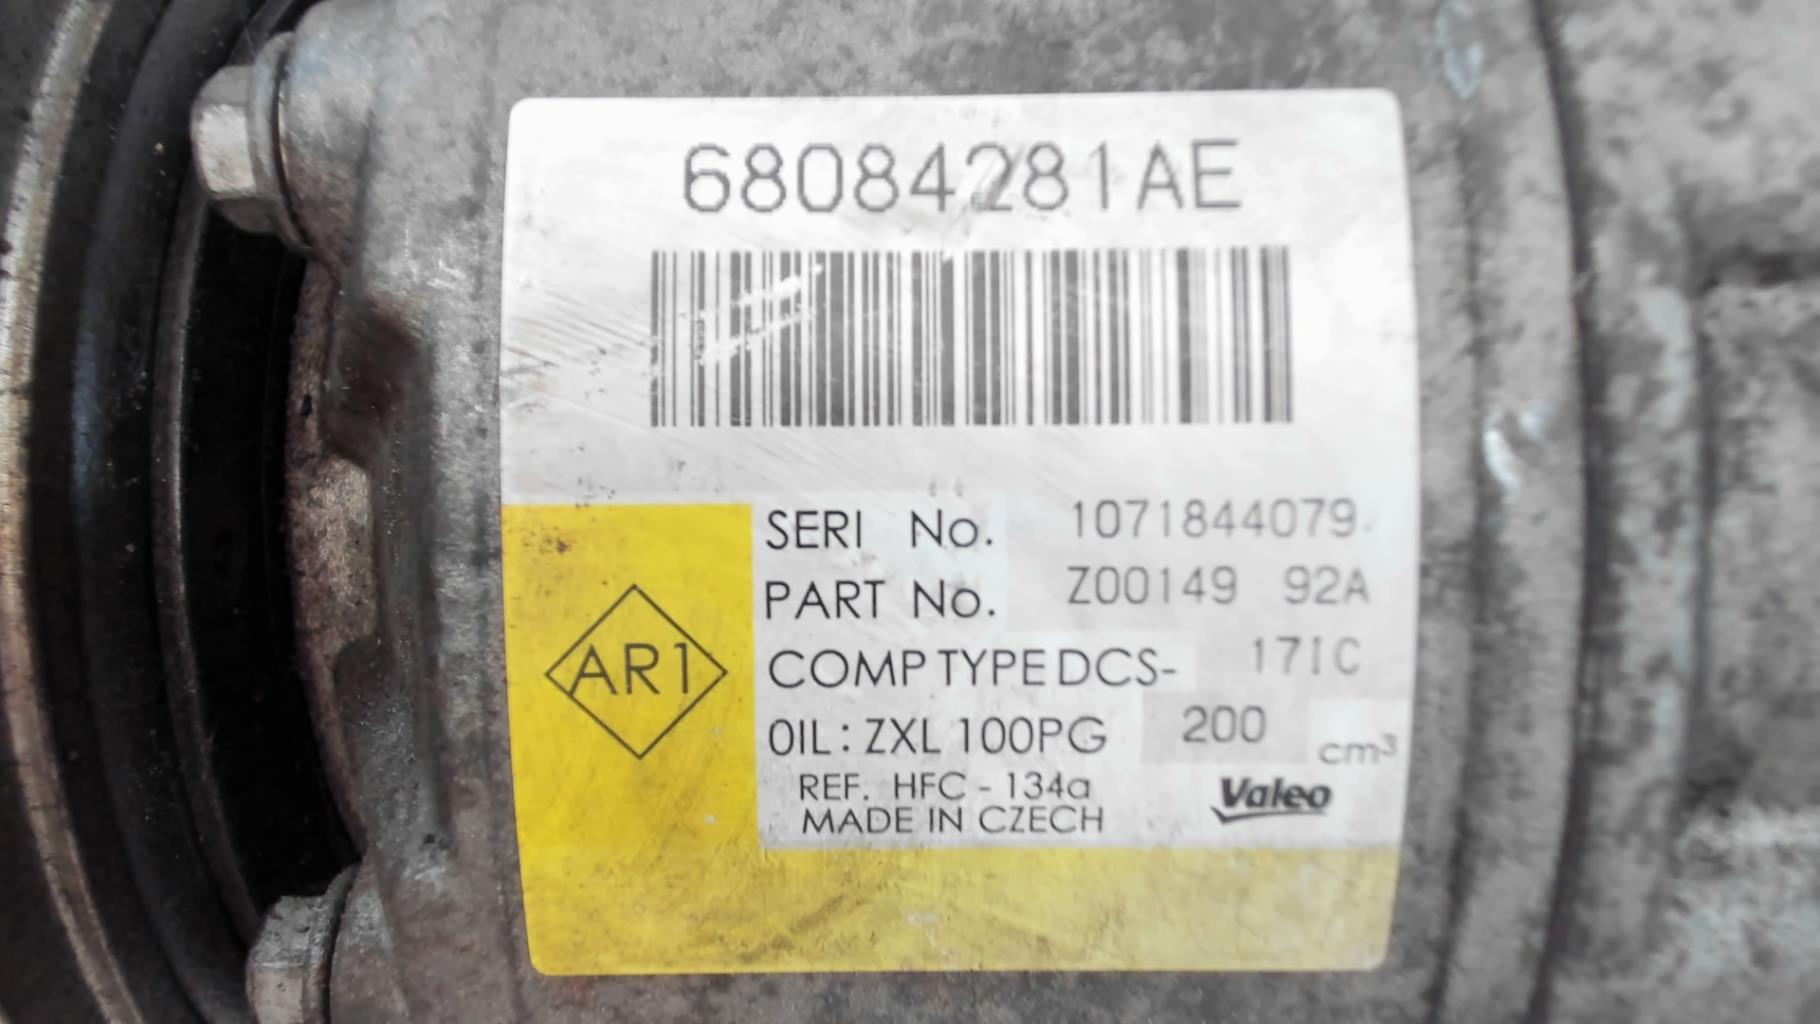 68084281AE
SERI No. 1071844079
PART No. Z00149 92A
COMP TYPE DCS- 17IC
AR1
OIL: ZXL 100PG 200 cm³
REF. HFC - 134a
MADE IN CZECH
Valeo